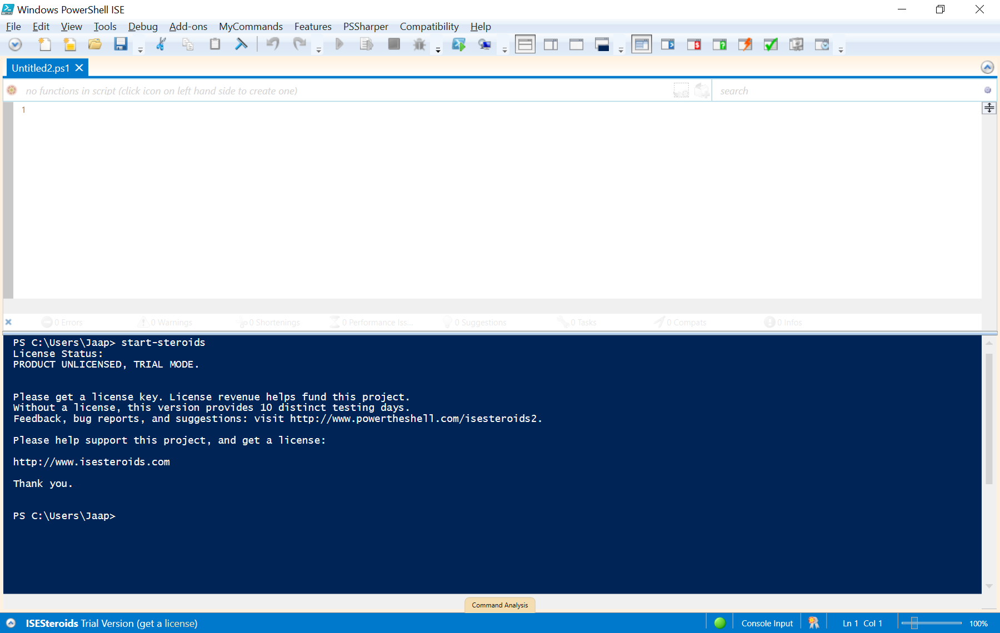 Windows PowerShell ISE
File Edit View Tools Debug Add-ons MyCommands Features PSSharper Compatibility Help
Untitled2.ps1
no functions in script (click icon on left hand side to create one)
search
1
0 Errors 0 Warnings 0 Shortenings 0 Performance Iss... 0 Suggestions 0 Tasks 0 Compats 0 Infos
PS C:\Users\Jaap> start-steroids
License Status:
PRODUCT UNLICENSED, TRIAL MODE.
Please get a license key. License revenue helps fund this project.
Without a license, this version provides 10 distinct testing days.
Feedback, bug reports, and suggestions: visit http://www.powertheshell.com/isesteroids2.
Please help support this project, and get a license:
http://www.isesteroids.com
Thank you.
PS C:\Users\Jaap>
Command Analysis
ISESteroids Trial Version (get a license)
Console Input
Ln 1 Col 1
100%